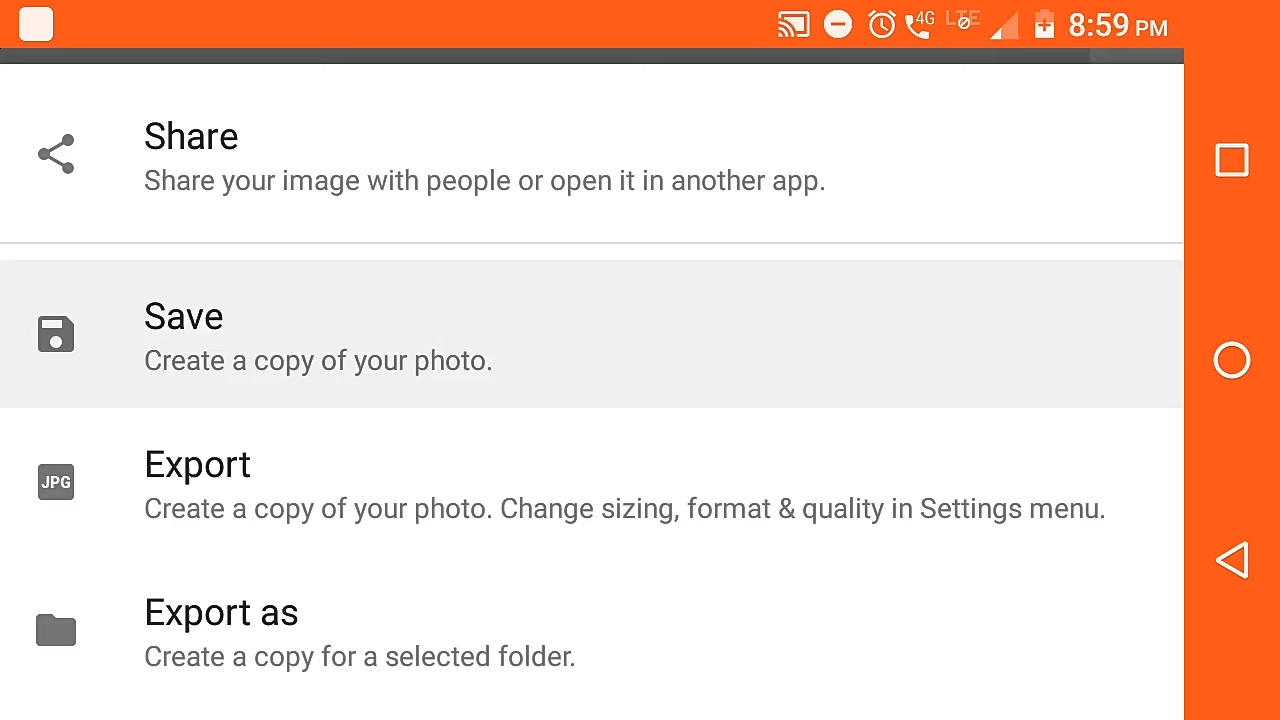 4G LTE 8:59 PM
Share
Share your image with people or open it in another app.
Save
Create a copy of your photo.
JPG
Export
Create a copy of your photo. Change sizing, format & quality in Settings menu.
Export as
Create a copy for a selected folder.